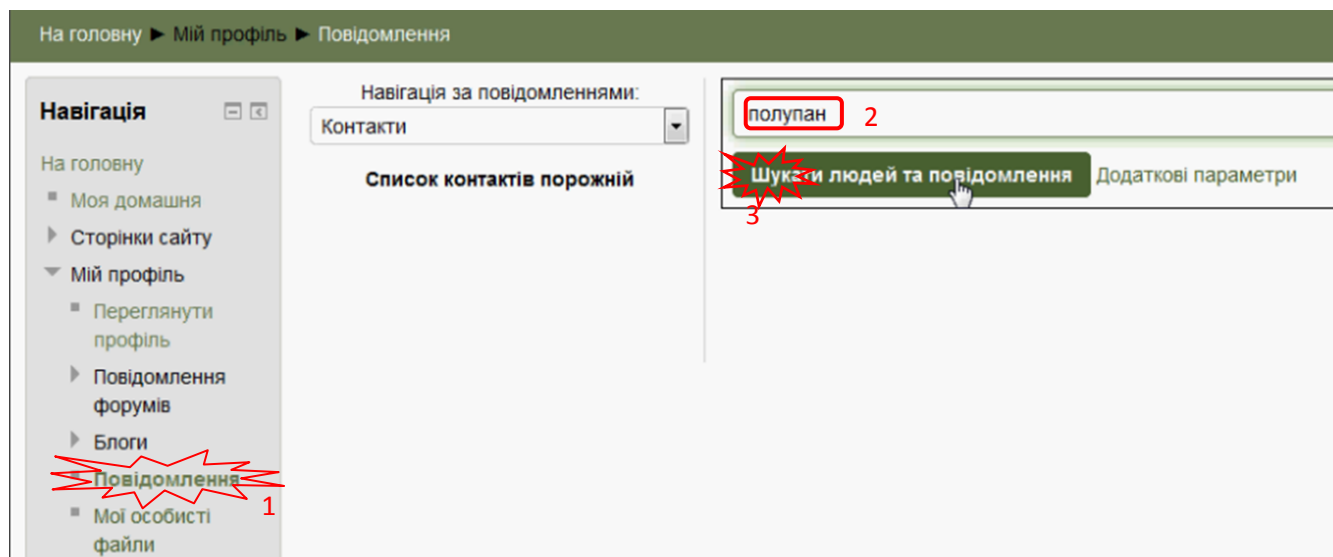 На головну ► Мій профіль ► Повідомлення
Навігація
На головну
Моя домашня
Сторінки сайту
Мій профіль
Переглянути
профіль
Повідомлення
форумів
Блоги
Повідомлення
1
Мої особисті
файли
Навігація за повідомленнями:
Контакти
Список контактів порожній
полупан 2
Шукати людей та повідомлення Додаткові параметри
3